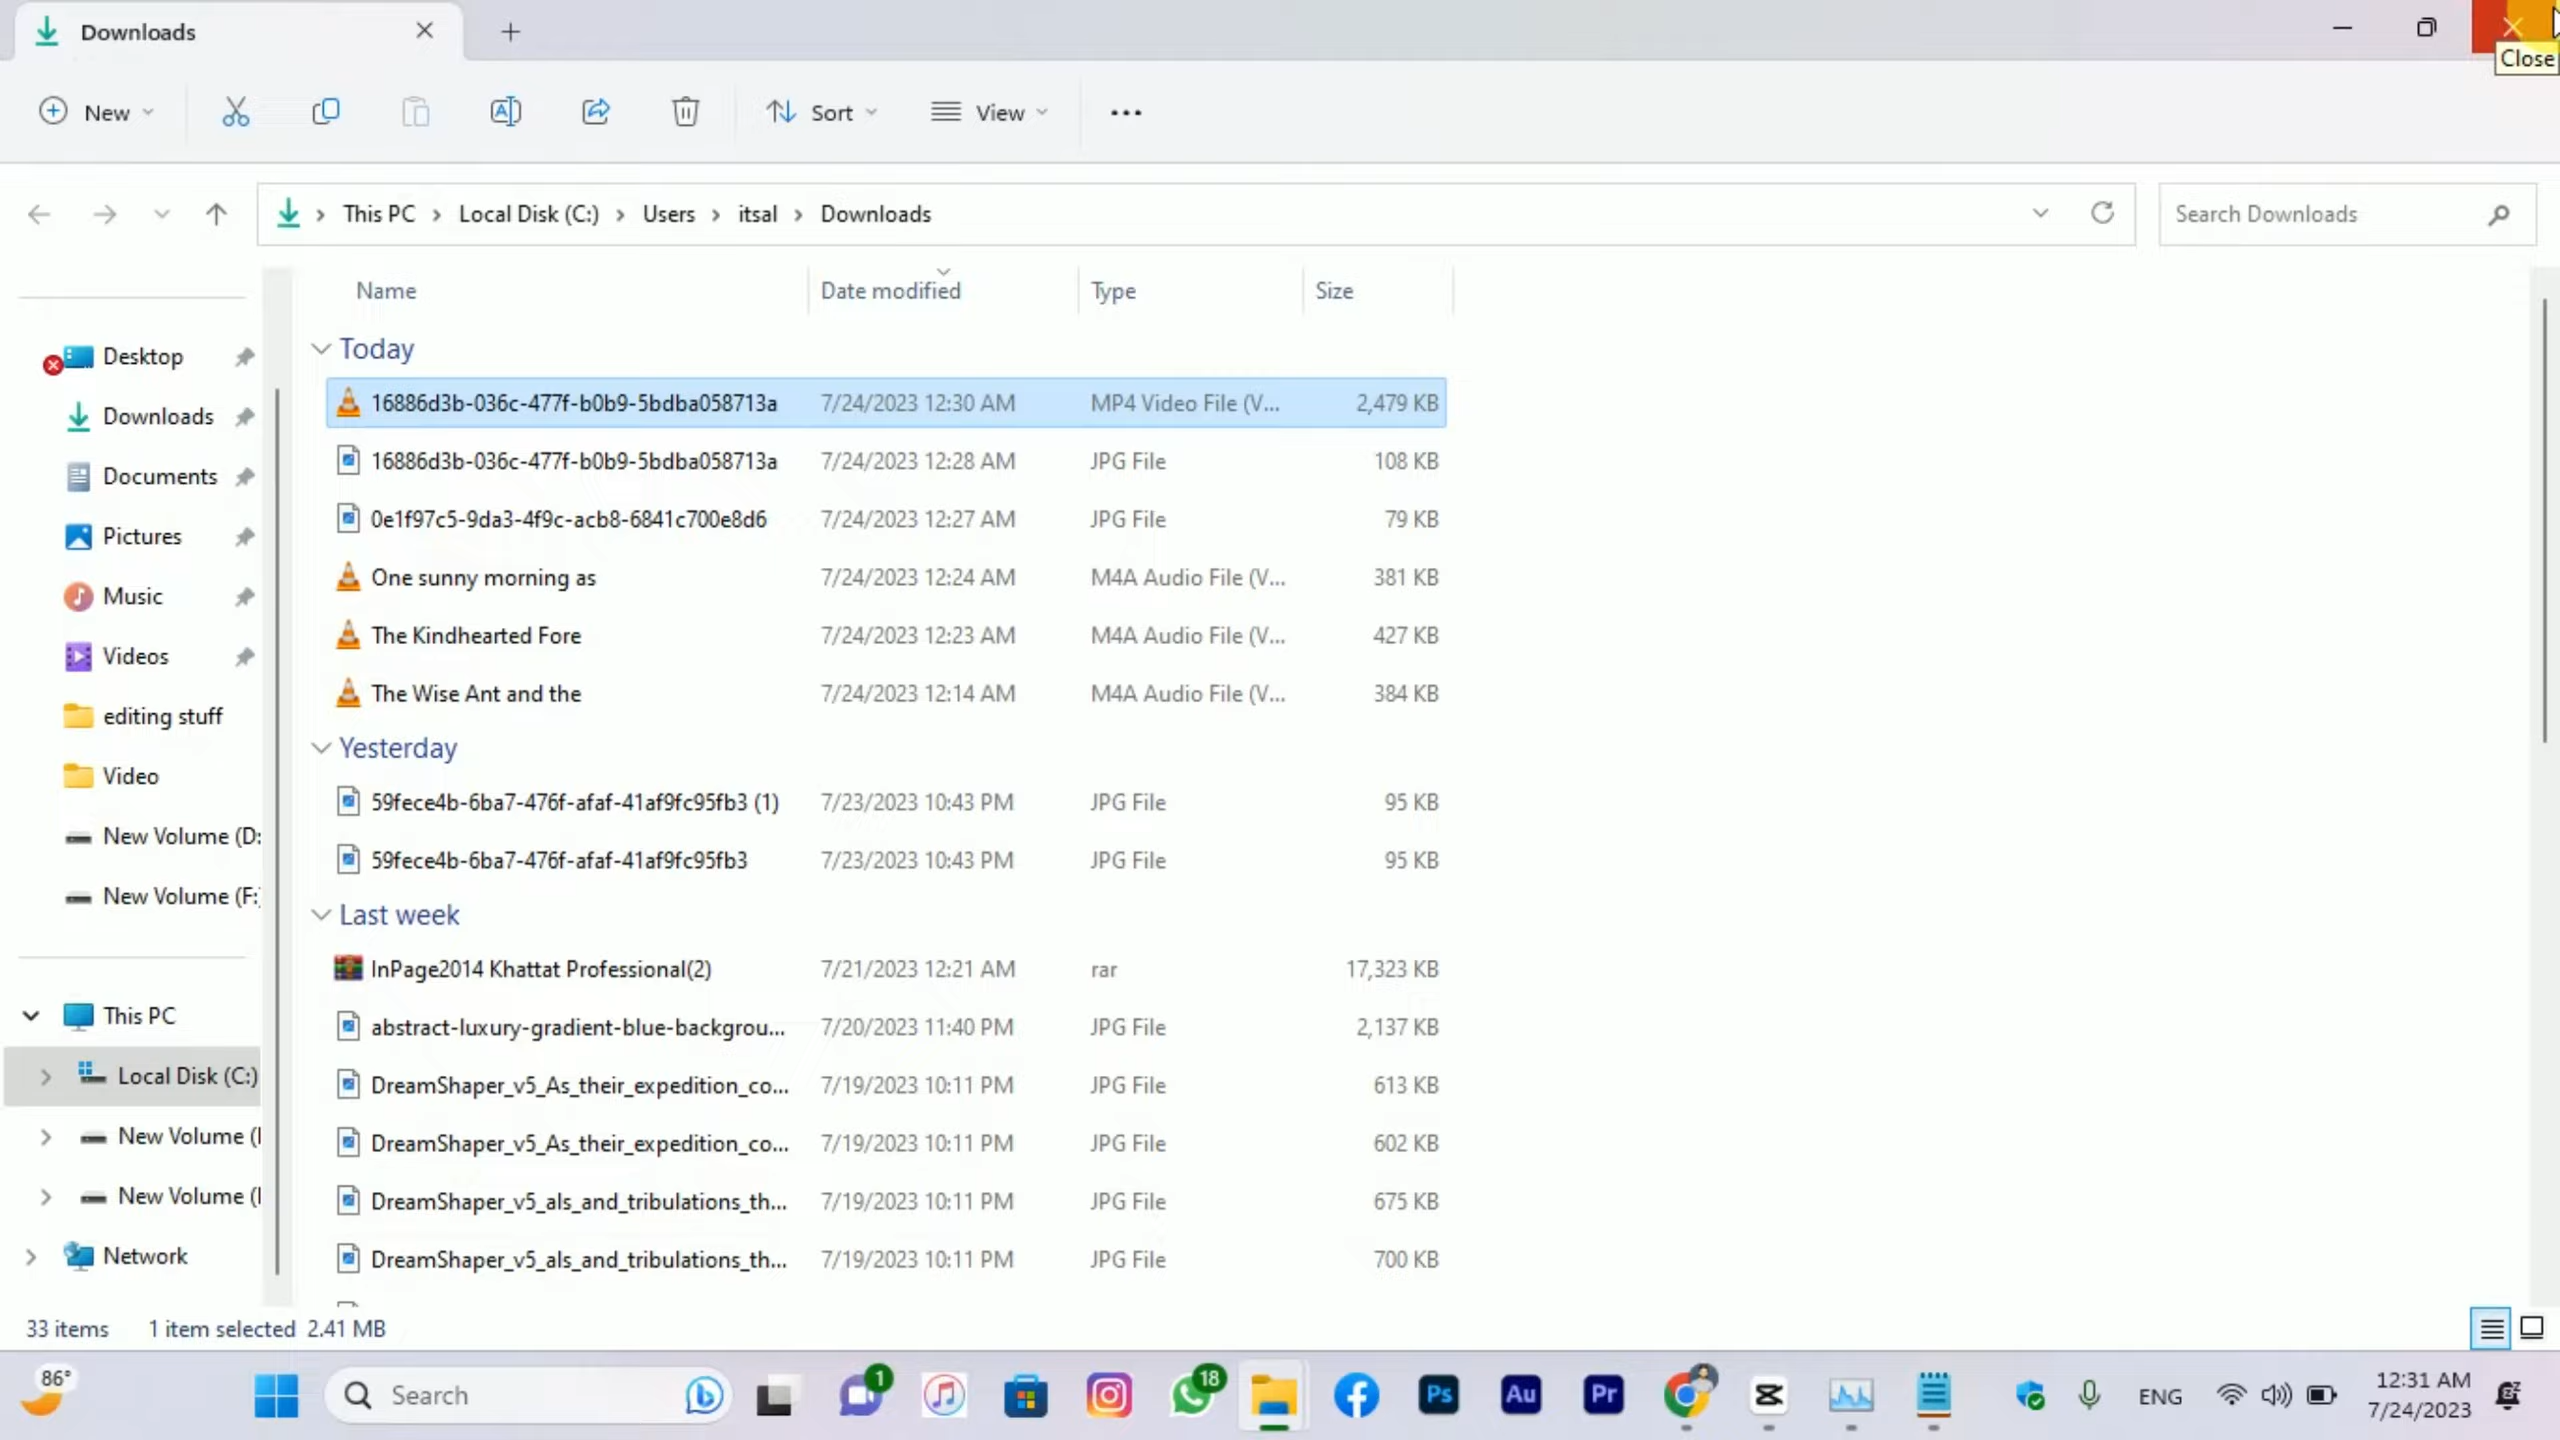 Downloads
Close
New
Sort
View
This PC
Local Disk (C:)
Users
itsal
Downloads
Search Downloads
Name
Date modified
Type
Size
Desktop
Downloads
Documents
Pictures
Music
Videos
editing stuff
Video
New Volume (D:
New Volume (F:
This PC
Local Disk (C:)
New Volume (
New Volume (
Network
Today
16886d3b-036c-477f-b0b9-5bdba058713a 7/24/2023 12:30 AM MP4 Video File (V... 2,479 KB
16886d3b-036c-477f-b0b9-5bdba058713a 7/24/2023 12:28 AM JPG File 108 KB
0e1f97c5-9da3-4f9c-acb8-6841c700e8d6 7/24/2023 12:27 AM JPG File 79 KB
One sunny morning as 7/24/2023 12:24 AM M4A Audio File (V... 381 KB
The Kindhearted Fore 7/24/2023 12:23 AM M4A Audio File (V... 427 KB
The Wise Ant and the 7/24/2023 12:14 AM M4A Audio File (V... 384 KB
Yesterday
59fece4b-6ba7-476f-afaf-41af9fc95fb3 (1) 7/23/2023 10:43 PM JPG File 95 KB
59fece4b-6ba7-476f-afaf-41af9fc95fb3 7/23/2023 10:43 PM JPG File 95 KB
Last week
InPage2014 Khattat Professional(2) 7/21/2023 12:21 AM rar 17,323 KB
abstract-luxury-gradient-blue-backgrou... 7/20/2023 11:40 PM JPG File 2,137 KB
DreamShaper_v5_As_their_expedition_co... 7/19/2023 10:11 PM JPG File 613 KB
DreamShaper_v5_As_their_expedition_co... 7/19/2023 10:11 PM JPG File 602 KB
DreamShaper_v5_als_and_tribulations_th... 7/19/2023 10:11 PM JPG File 675 KB
DreamShaper_v5_als_and_tribulations_th... 7/19/2023 10:11 PM JPG File 700 KB
33 items 1 item selected 2.41 MB
86°
Search
1
18
Ps
Au
Pr
ENG
12:31 AM
7/24/2023